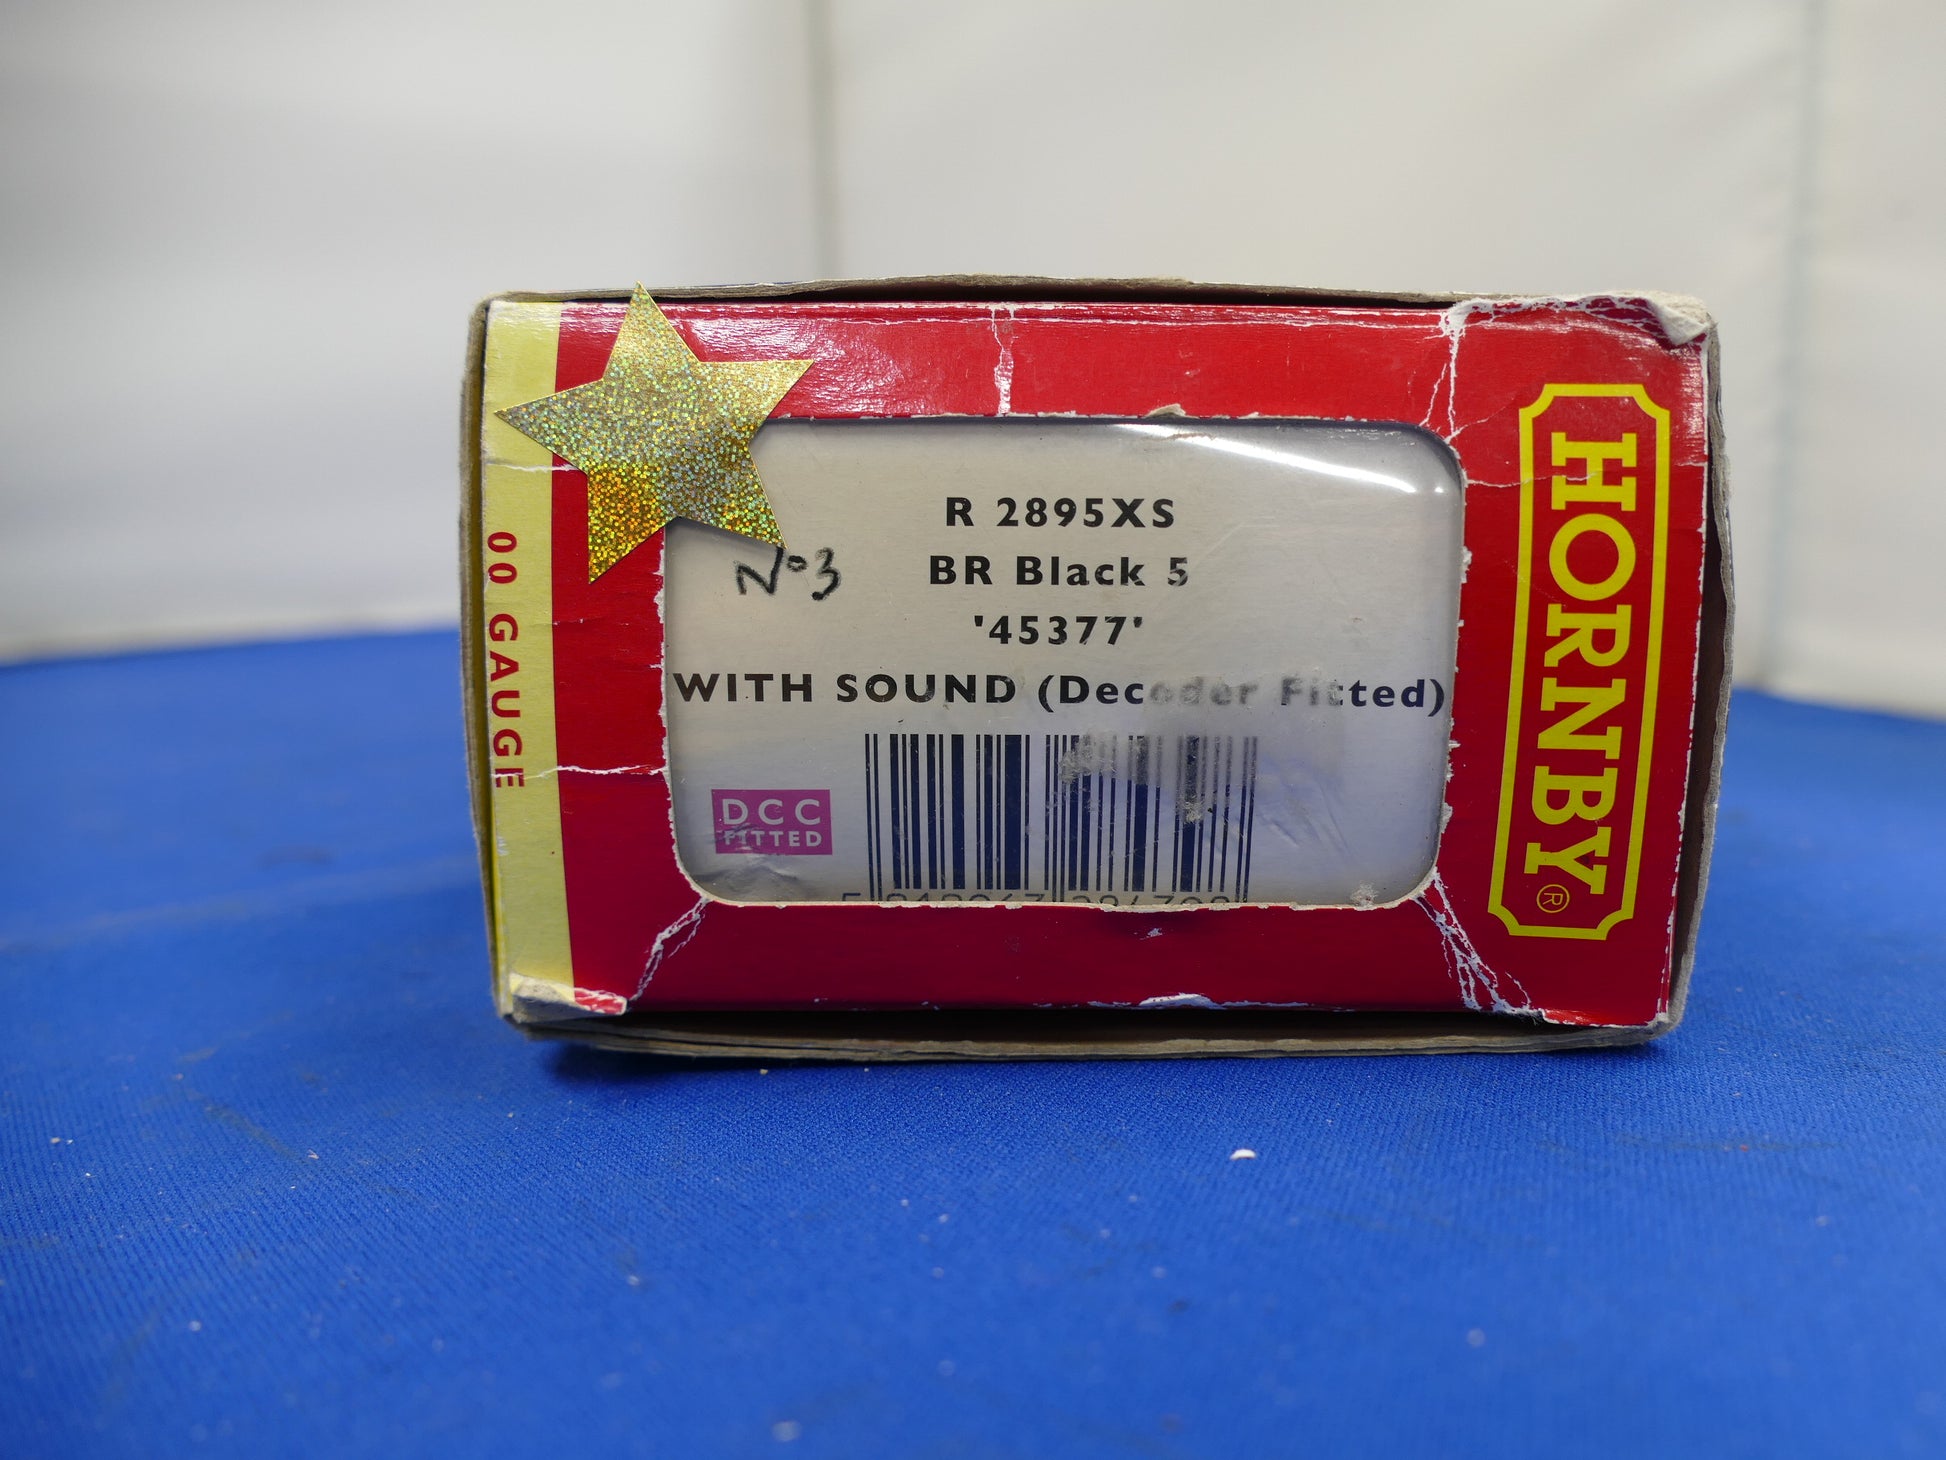 R 2895XS
BR Black 5
'45377'
WITH SOUND (Decoder Fitted)
No3
DCC
FITTED
00 GAUGE
HORNBY®